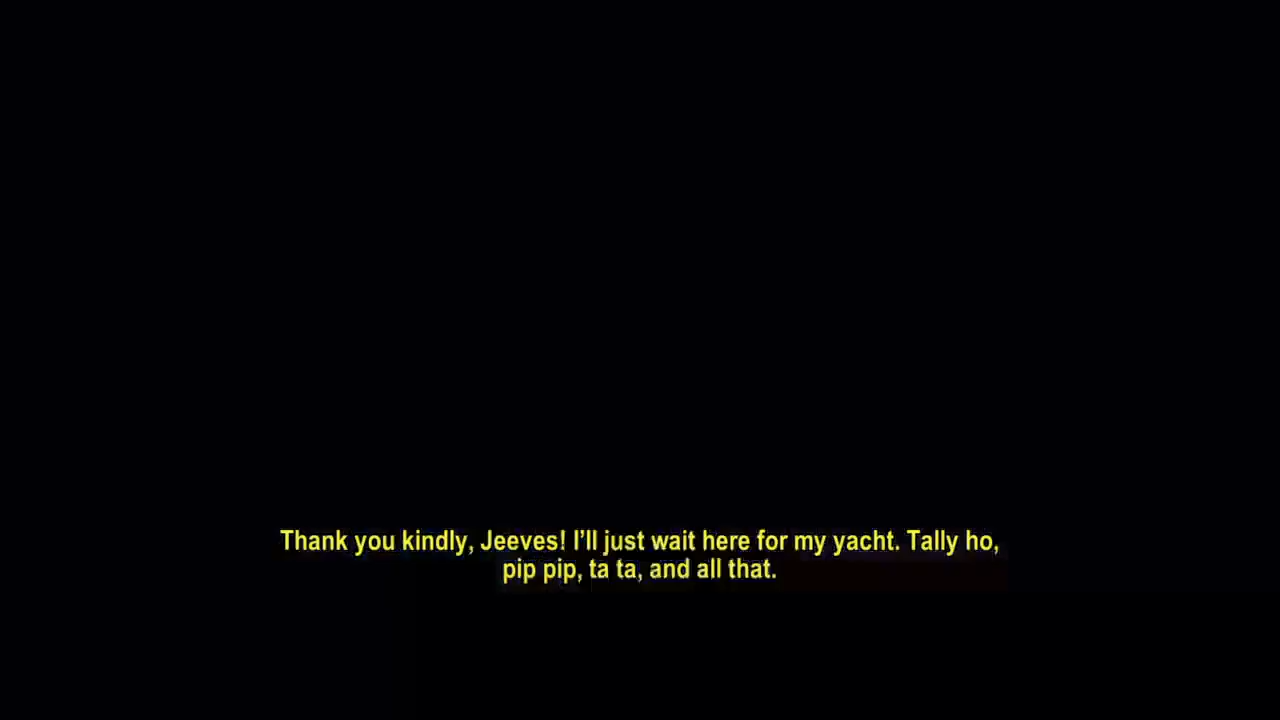 Thank you kindly, Jeeves! I’ll just wait here for my yacht. Tally ho,
pip pip, ta ta, and all that.